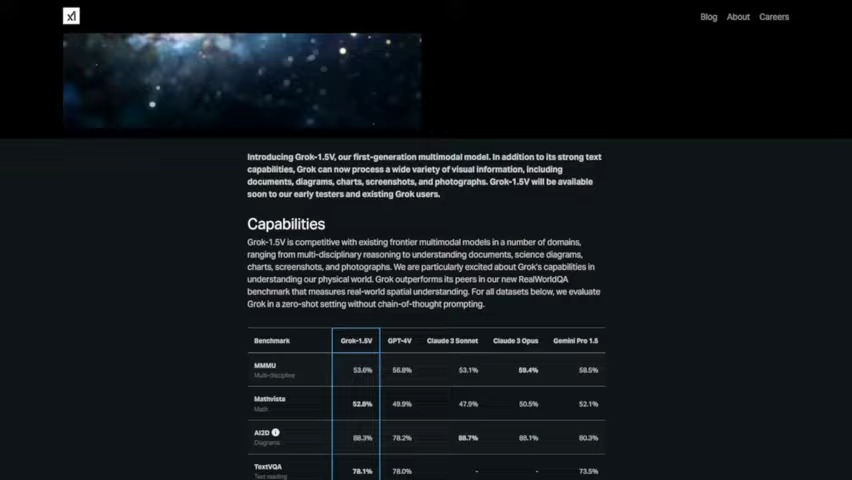 xI
Blog About Careers
Introducing Grok-1.5V, our first-generation multimodal model. In addition to its strong text
capabilities, Grok can now process a wide variety of visual information, including
documents, diagrams, charts, screenshots, and photographs. Grok-1.5V will be available
soon to our early testers and existing Grok users.
Capabilities
Grok-1.5V is competitive with existing frontier multimodal models in a number of domains,
ranging from multi-disciplinary reasoning to understanding documents, science diagrams,
charts, screenshots, and photographs. We are particularly excited about Grok's capabilities in
understanding our physical world. Grok outperforms its peers in our new RealWorldQA
benchmark that measures real-world spatial understanding. For all datasets below, we evaluate
Grok in a zero-shot setting without chain-of-thought prompting.
Benchmark Grok-1.5V GPT-4V Claude 3 Sonnet Claude 3 Opus Gemini Pro 1.5
MMMU 53.6% 56.8% 53.1% 59.4% 58.5%
Multi-discipline
Mathvista 52.8% 49.9% 47.9% 50.5% 52.1%
Math
AI2D 88.3% 78.2% 88.7% 88.1% 80.3%
Diagrams
TextVQA 78.1% 78.0% - - 73.5%
Text reading